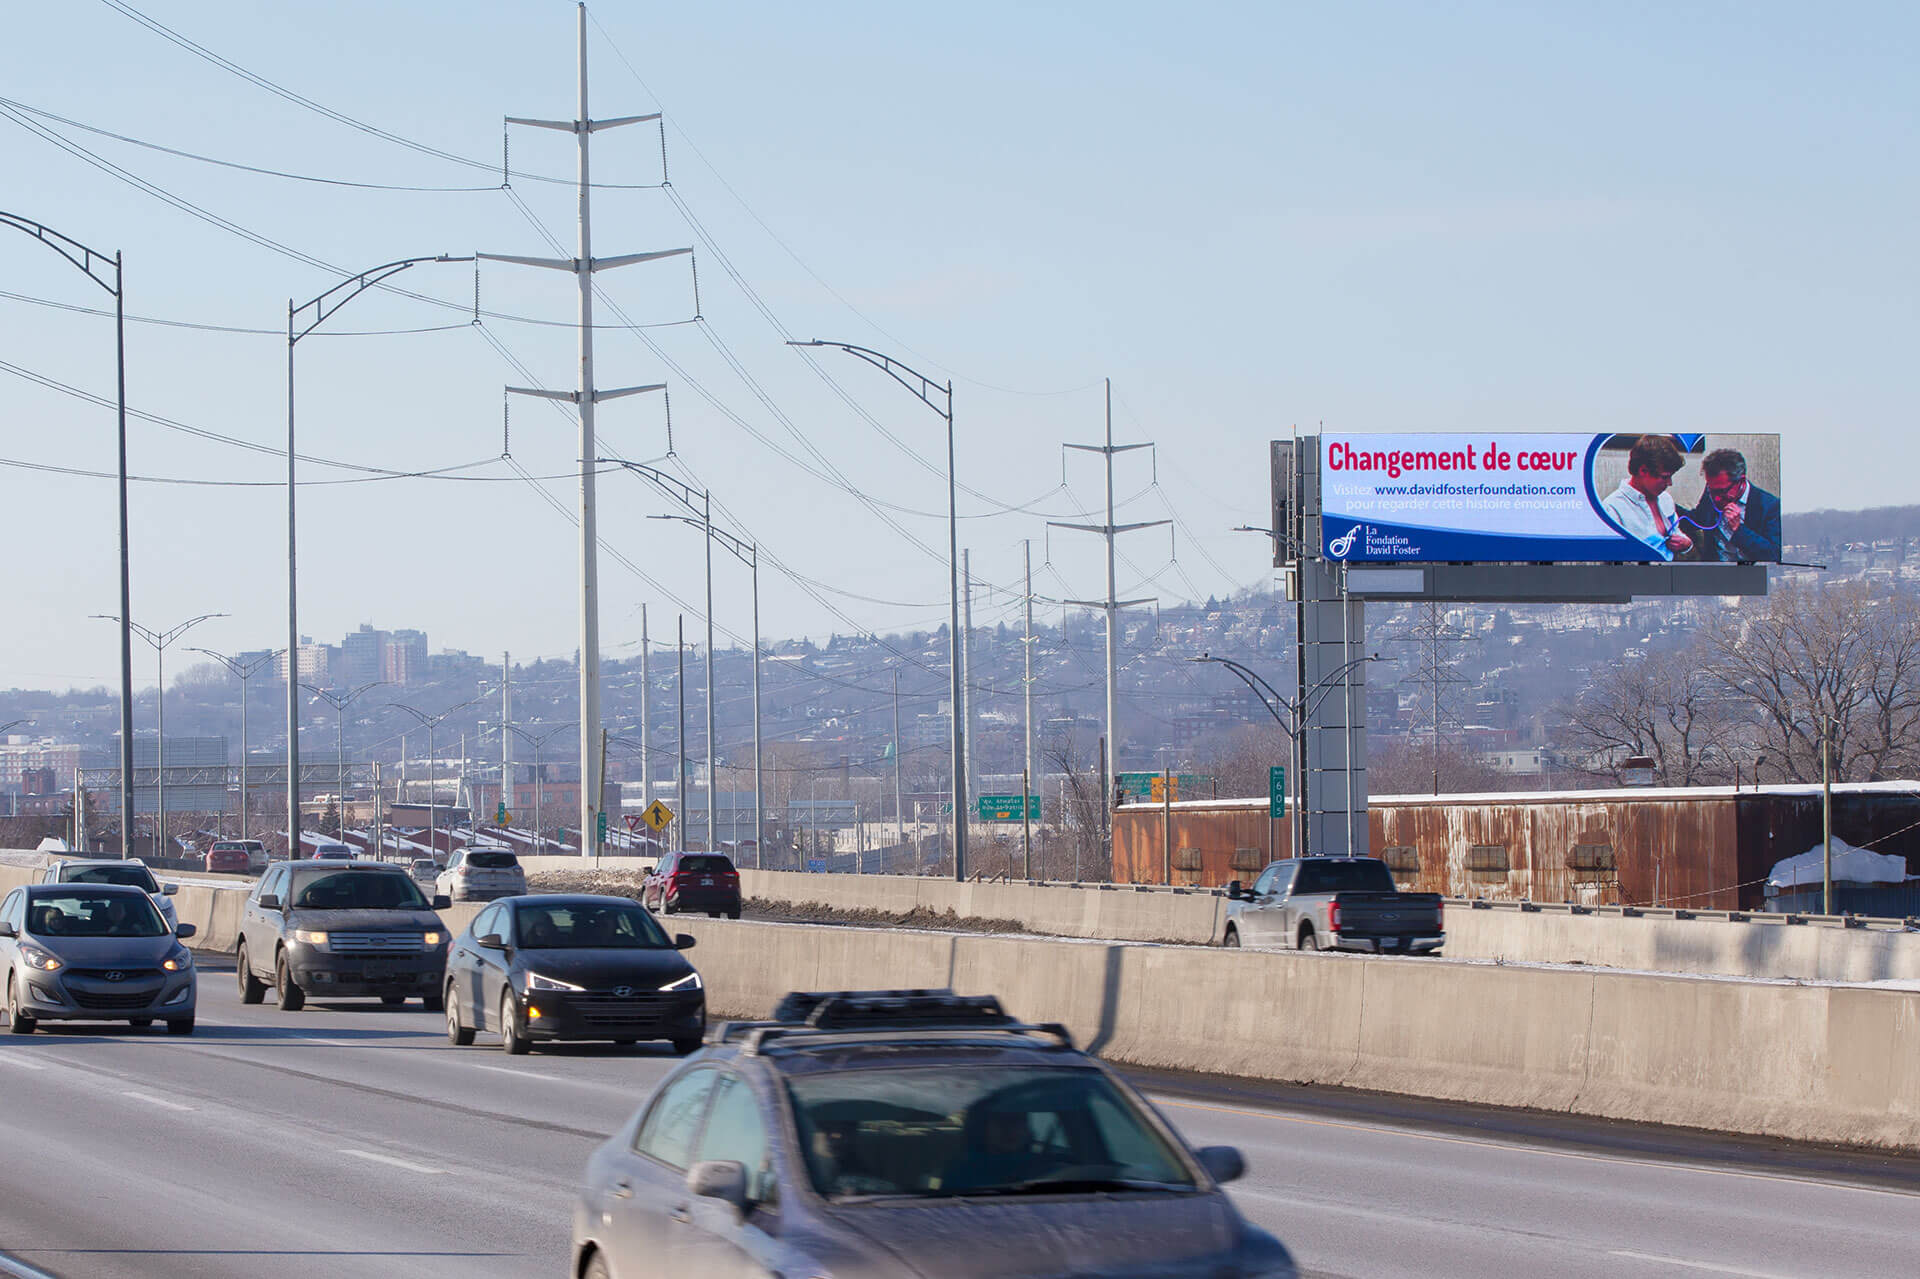 Changement de cœur
Visitez www.davidfosterfoundation.com
pour regarder cette histoire émouvante
La
Fondation
David Foster
605